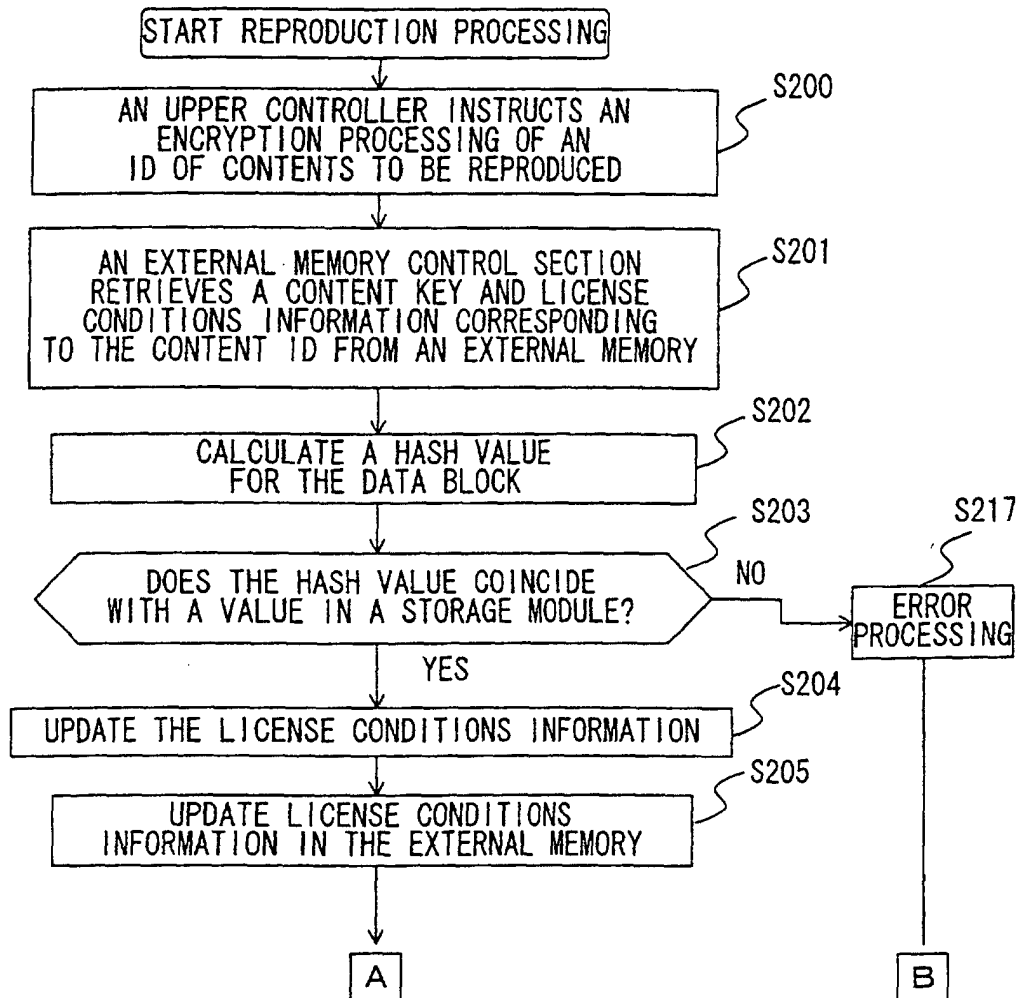 START REPRODUCTION PROCESSING
S200
AN UPPER CONTROLLER INSTRUCTS AN
ENCRYPTION PROCESSING OF AN
ID OF CONTENTS TO BE REPRODUCED
S201
AN EXTERNAL MEMORY CONTROL SECTION
RETRIEVES A CONTENT KEY AND LICENSE
CONDITIONS INFORMATION CORRESPONDING
TO THE CONTENT ID FROM AN EXTERNAL MEMORY
S202
CALCULATE A HASH VALUE
FOR THE DATA BLOCK
S203
DOES THE HASH VALUE COINCIDE
WITH A VALUE IN A STORAGE MODULE?
NO
S217
ERROR
PROCESSING
YES
S204
UPDATE THE LICENSE CONDITIONS INFORMATION
S205
UPDATE LICENSE CONDITIONS
INFORMATION IN THE EXTERNAL MEMORY
A
B